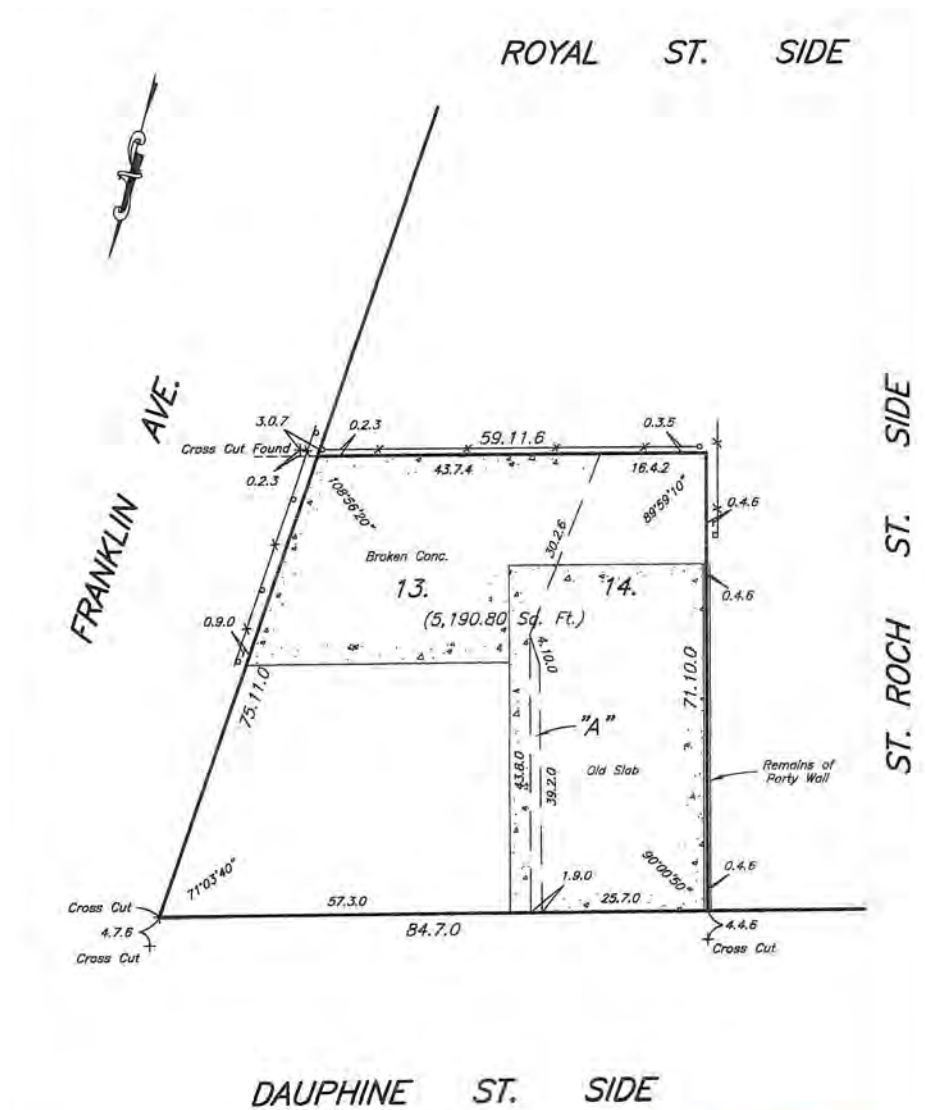 ROYAL ST. SIDE
FRANKLIN AVE.
ST. ROCH ST. SIDE
3.0.7
0.2.3
59.11.6
0.3.5
Cross Cut Found
0.2.3
43.7.4
16.4.2
108°56'20"
89°59'10"
0.4.6
30.2.6
Broken Conc.
13.
14.
0.4.6
(5,190.80 Sq. Ft.)
0.9.0
4.10.0
75.11.0
71.10.0
"A"
43.8.0
39.2.0
Old Slab
Remains of
Party Wall
71°03'40"
90°00'50"
0.4.6
1.9.0
Cross Cut
57.3.0
25.7.0
4.7.6
84.7.0
4.4.6
Cross Cut
Cross Cut
DAUPHINE ST. SIDE